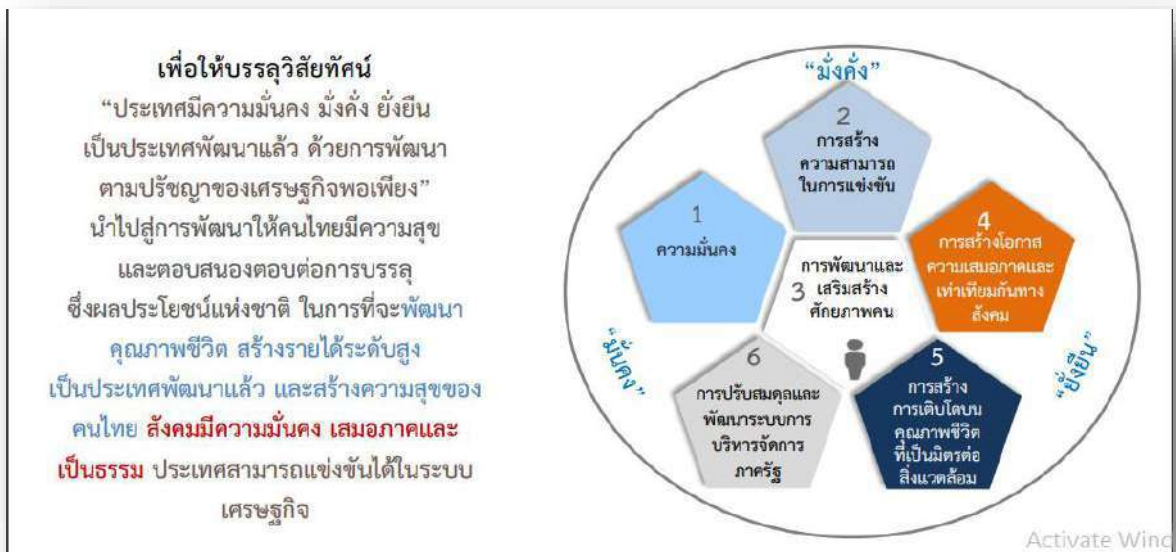 เพื่อให้บรรลุวิสัยทัศน์
“ประเทศมีความมั่นคง มั่งคั่ง ยั่งยืน
เป็นประเทศพัฒนาแล้ว ด้วยการพัฒนา
ตามปรัชญาของเศรษฐกิจพอเพียง”
นำไปสู่การพัฒนาให้คนไทยมีความสุข
และตอบสนองตอบต่อการบรรลุ
ซึ่งผลประโยชน์แห่งชาติ ในการที่จะพัฒนา
คุณภาพชีวิต สร้างรายได้ระดับสูง
เป็นประเทศพัฒนาแล้ว และสร้างความสุขของ
คนไทย สังคมมีความมั่นคง เสมอภาคและ
เป็นธรรม ประเทศสามารถแข่งขันได้ในระบบ
เศรษฐกิจ
“มั่งคั่ง”
2
การสร้าง
ความสามารถ
ในการแข่งขัน
1
ความมั่นคง
4
การสร้างโอกาส
ความเสมอภาคและ
เท่าเทียมกันทาง
สังคม
การพัฒนาและ
3 เสริมสร้าง
ศักยภาพคน
“มั่นคง”
“ยั่งยืน”
6
การปรับสมดุลและ
พัฒนาระบบการ
บริหารจัดการ
ภาครัฐ
5
การสร้าง
การเติบโตบน
คุณภาพชีวิต
ที่เป็นมิตรต่อ
สิ่งแวดล้อม
Activate Winc